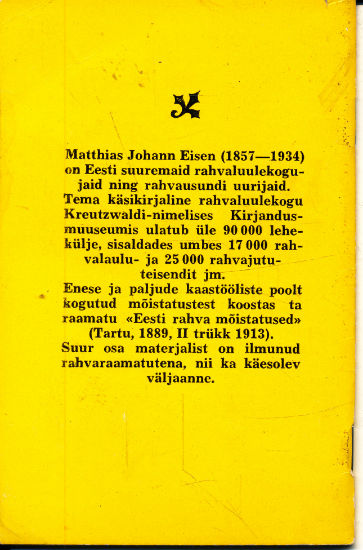 Matthias Johann Eisen (1857—1934)
on Eesti suuremaid rahvaluulekogu-
jaid ning rahvausundi uurijaid.
Tema käsikirjaline rahvaluulekogu
Kreutzwaldi-nimelises Kirjandus-
muuseumis ulatub üle 90 000 lehe-
külje, sisaldades umbes 17 000 rah-
valaulu- ja 25 000 rahvajutu-
teisendit jm.
Enese ja paljude kaastööliste poolt
kogutud mõistatustest koostas ta
raamatu «Eesti rahva mõistatused»
(Tartu, 1889, II trükk 1913).
Suur osa materjalist on ilmunud
rahvaraamatutena, nii ka käesolev
väljaanne.